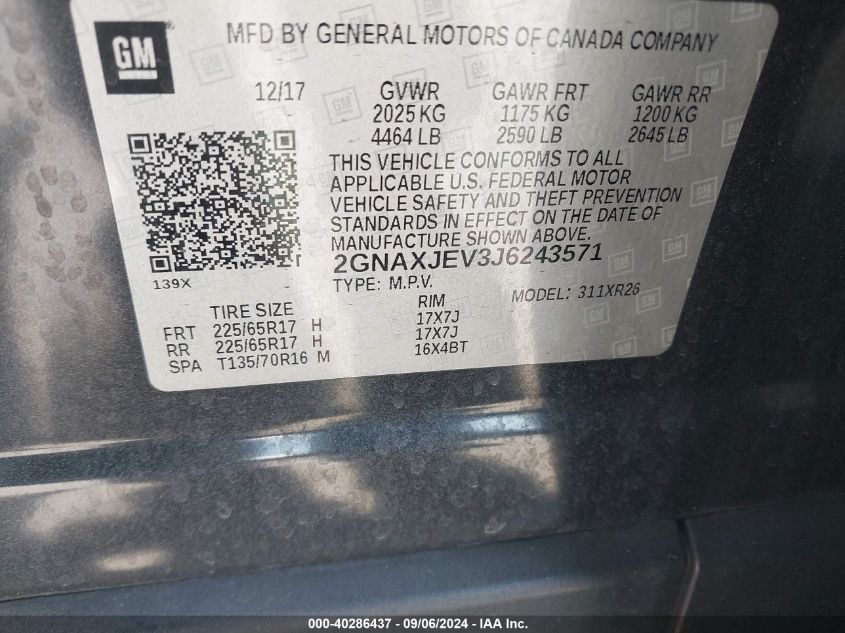 GM
MFD BY GENERAL MOTORS OF CANADA COMPANY
12/17 GVWR GAWR FRT GAWR RR
2025 KG 1175 KG 1200 KG
4464 LB 2590 LB 2645 LB
THIS VEHICLE CONFORMS TO ALL
APPLICABLE U.S. FEDERAL MOTOR
VEHICLE SAFETY AND THEFT PREVENTION
STANDARDS IN EFFECT ON THE DATE OF
MANUFACTURE SHOWN ABOVE.
2GNAXJEV3J6243571
139X
TYPE: M.P.V. MODEL: 311XR26
TIRE SIZE RIM
FRT 225/65R17 H 17X7J
RR 225/65R17 H 17X7J
SPA T135/70R16 M 16X4BT
000-40286437 - 09/06/2024 - IAA Inc.